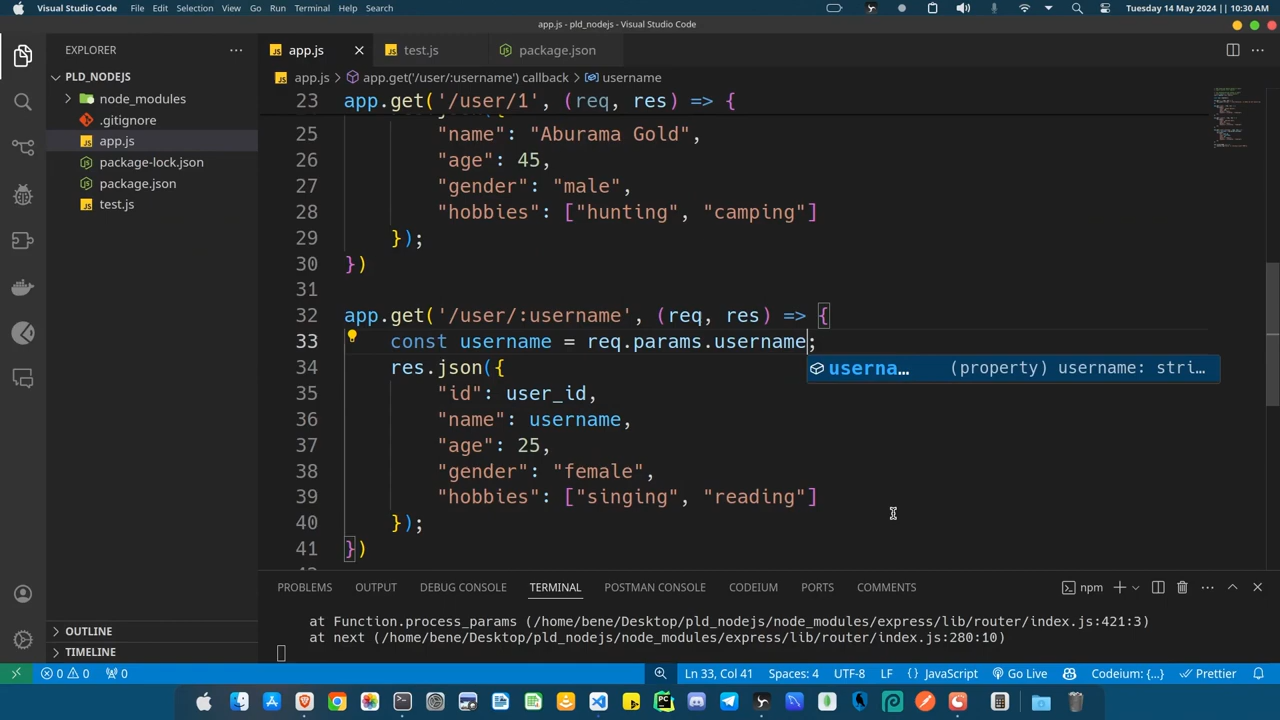 Visual Studio Code File Edit Selection View Go Run Terminal Help Search Tuesday 14 May 2024 | 10:30 AM
app.js - pld_nodejs - Visual Studio Code
EXPLORER
app.js
test.js
package.json
PLD_NODEJS
app.js > app.get('/user/:username') callback > username
node_modules
.gitignore
app.js
package-lock.json
package.json
test.js
23 app.get('/user/1', (req, res) => {
25 "name": "Aburama Gold",
26 "age": 45,
27 "gender": "male",
28 "hobbies": ["hunting", "camping"]
29 });
30 })
31
32 app.get('/user/:username', (req, res) => {
33 const username = req.params.username;
34 res.json({
userna… (property) username: stri…
35 "id": user_id,
36 "name": username,
37 "age": 25,
38 "gender": "female",
39 "hobbies": ["singing", "reading"]
40 });
41 })
PROBLEMS OUTPUT DEBUG CONSOLE TERMINAL POSTMAN CONSOLE CODEIUM PORTS COMMENTS npm
at Function.process_params (/home/bene/Desktop/pld_nodejs/node_modules/express/lib/router/index.js:421:3)
at next (/home/bene/Desktop/pld_nodejs/node_modules/express/lib/router/index.js:280:10)
OUTLINE
TIMELINE
0 0 0 Ln 33, Col 41 Spaces: 4 UTF-8 LF {} JavaScript Go Live Codeium: {…} Prettier